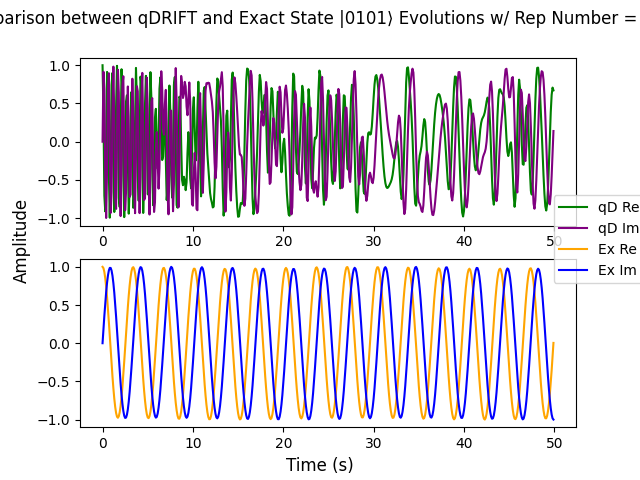 parison between qDRIFT and Exact State |0101⟩ Evolutions w/ Rep Number =
1.0
0.5
0.0
−0.5
−1.0
0 10 20 30 40 50
qD Re
qD Im
Ex Re
Ex Im
Amplitude
1.0
0.5
0.0
−0.5
−1.0
0 10 20 30 40 50
Time (s)